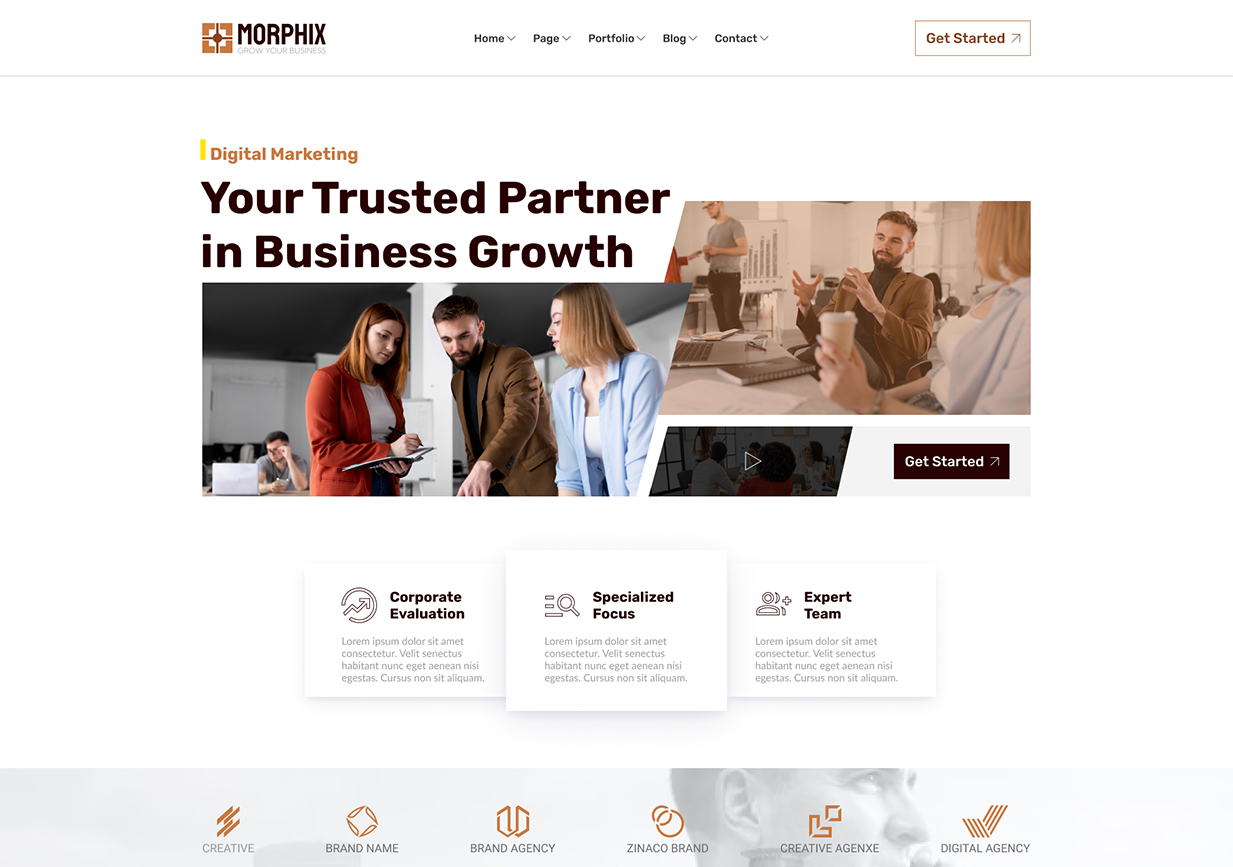 MORPHIX
GROW YOUR BUSINESS
Home
Page
Portfolio
Blog
Contact
Get Started
Digital Marketing
Your Trusted Partner
in Business Growth
Get Started
Corporate
Evaluation
Lorem ipsum dolor sit amet
consectetur. Velit senectus
habitant nunc eget aenean nisi
egestas. Cursus non sit aliquam.
Specialized
Focus
Lorem ipsum dolor sit amet
consectetur. Velit senectus
habitant nunc eget aenean nisi
egestas. Cursus non sit aliquam.
Expert
Team
Lorem ipsum dolor sit amet
consectetur. Velit senectus
habitant nunc eget aenean nisi
egestas. Cursus non sit aliquam.
CREATIVE
BRAND NAME
BRAND AGENCY
ZINACO BRAND
CREATIVE AGENXE
DIGITAL AGENCY